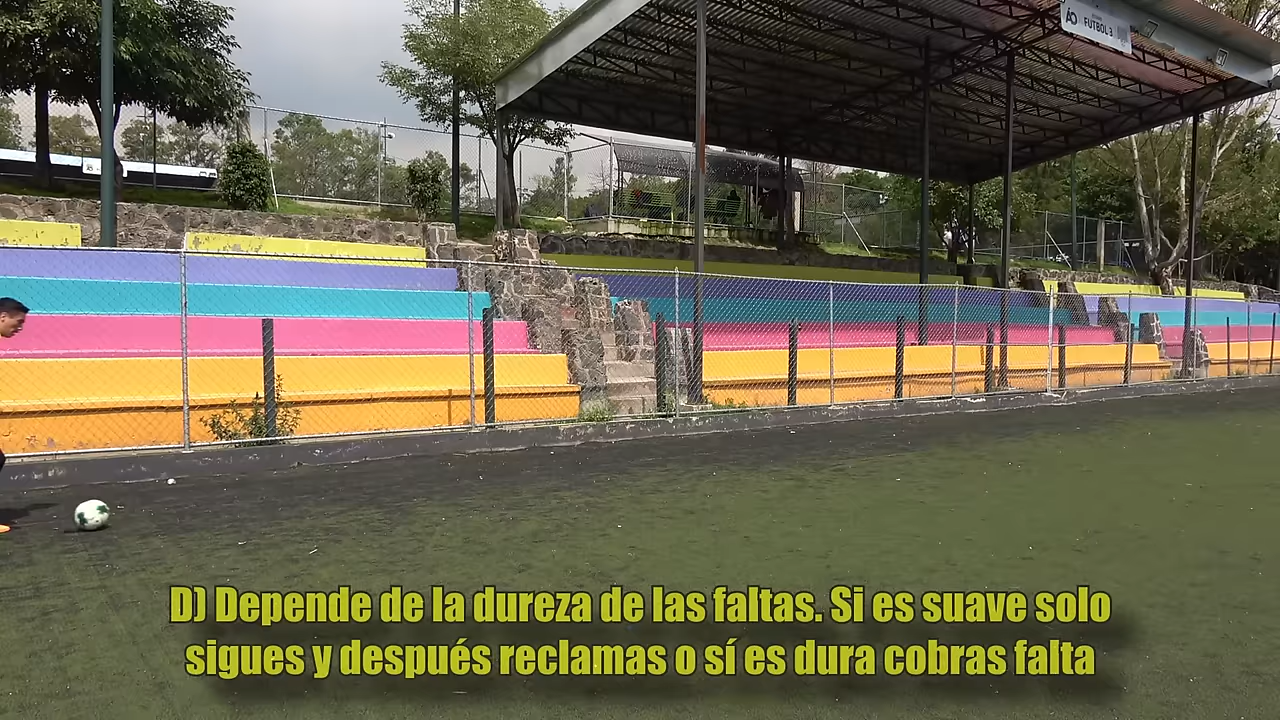 FUTBOL 3
D) Depende de la dureza de las faltas. Si es suave solo
sigues y después reclamas o sí es dura cobras falta